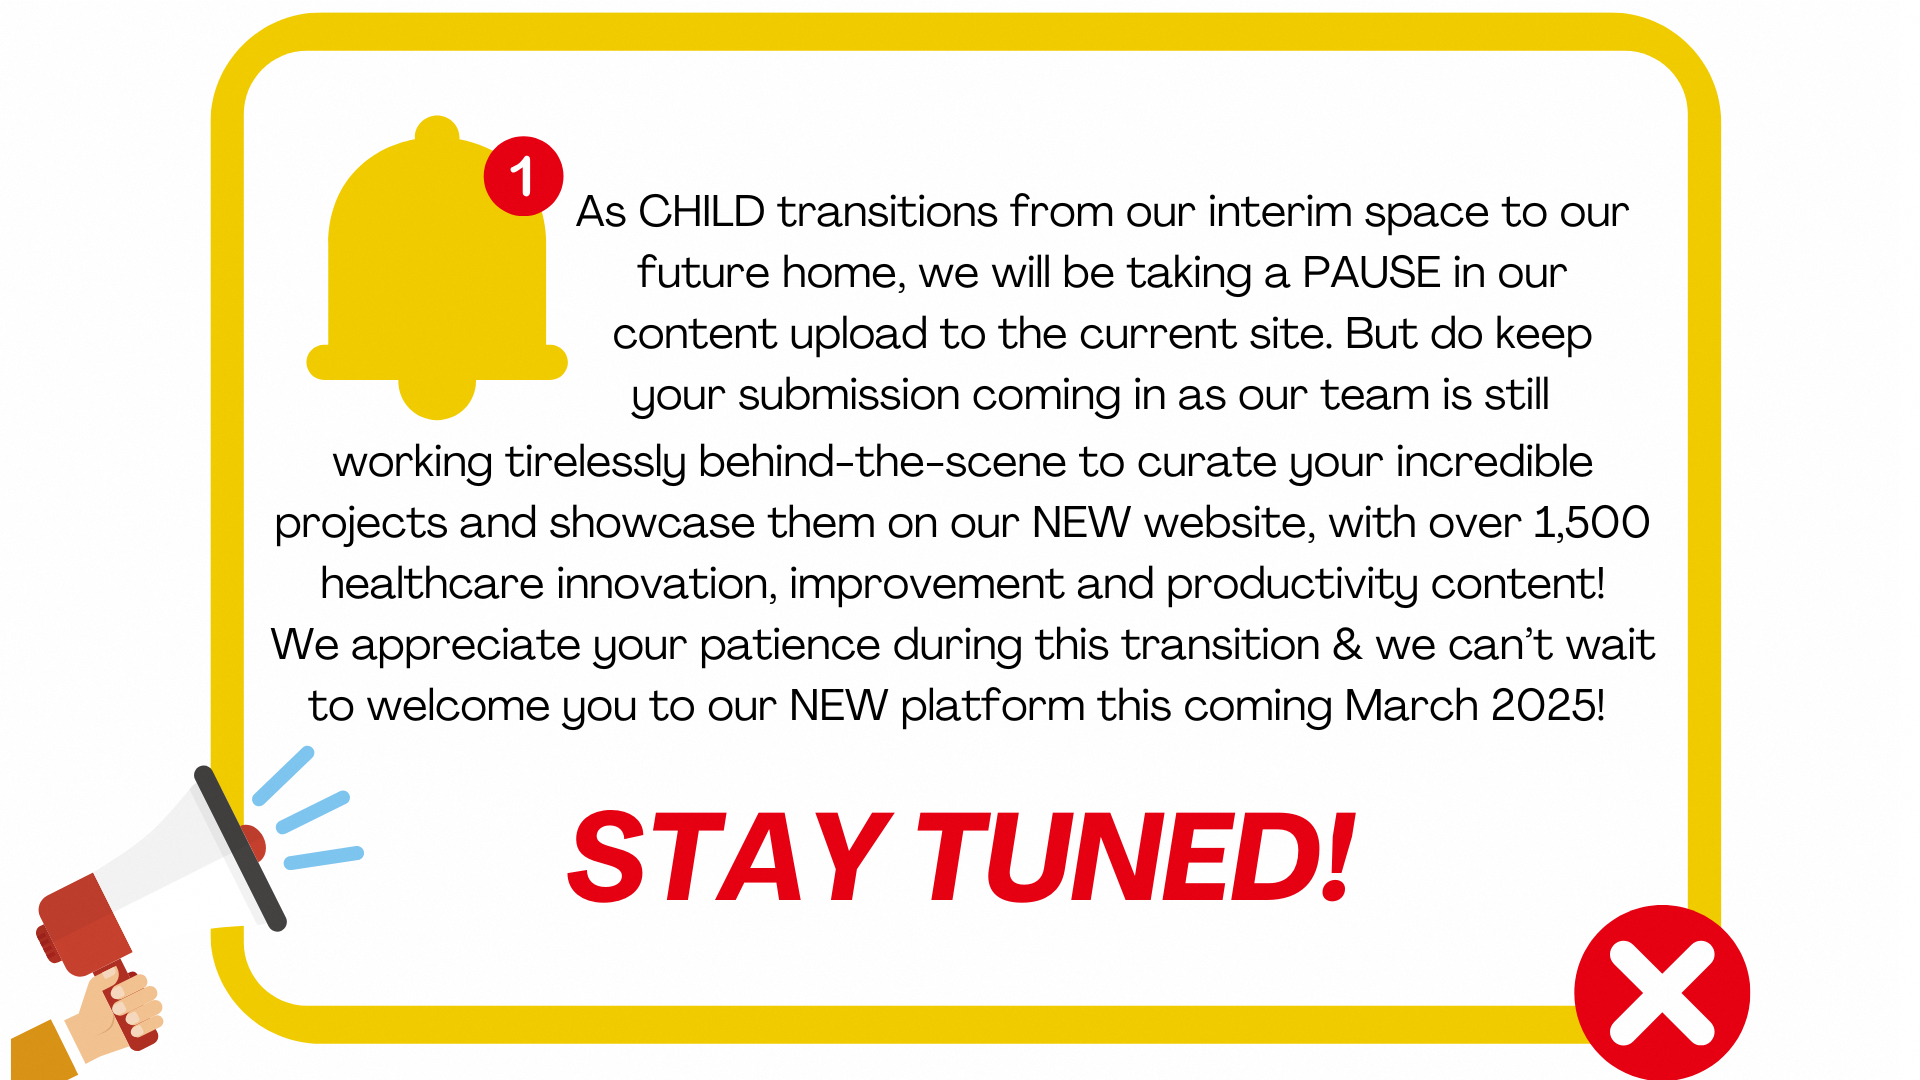 1
As CHILD transitions from our interim space to our
future home, we will be taking a PAUSE in our
content upload to the current site. But do keep
your submission coming in as our team is still
working tirelessly behind-the-scene to curate your incredible
projects and showcase them on our NEW website, with over 1,500
healthcare innovation, improvement and productivity content!
We appreciate your patience during this transition & we can’t wait
to welcome you to our NEW platform this coming March 2025!
STAY TUNED!